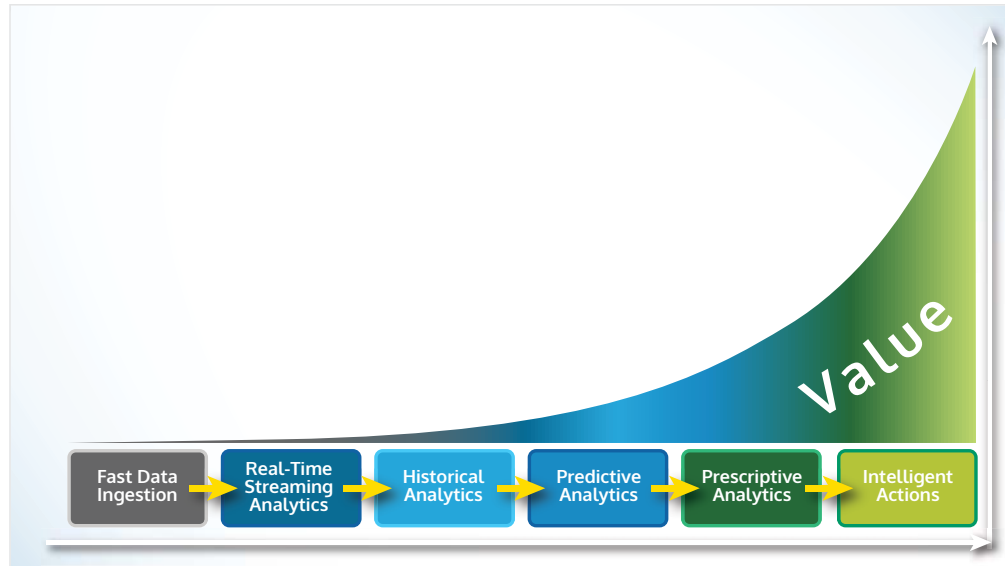 Value
Fast Data
Ingestion
Real-Time
Streaming
Analytics
Historical
Analytics
Predictive
Analytics
Prescriptive
Analytics
Intelligent
Actions